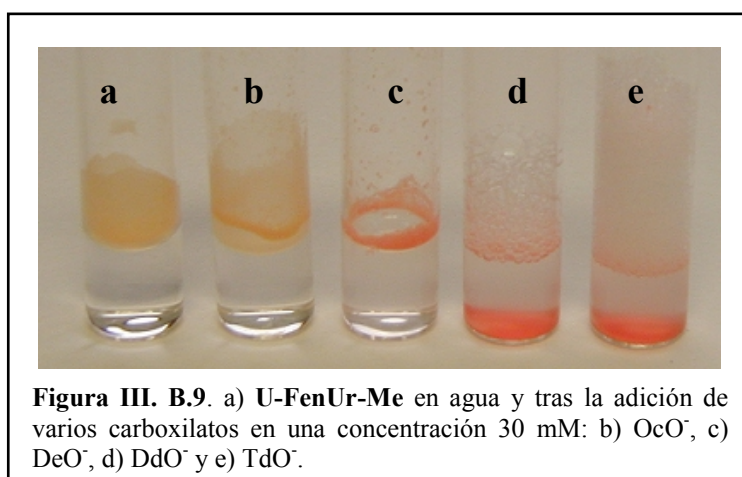 a b c d e
Figura III. B.9. a) U-FenUr-Me en agua y tras la adición de
varios carboxilatos en una concentración 30 mM: b) OcO⁻, c)
DeO⁻, d) DdO⁻ y e) TdO⁻.